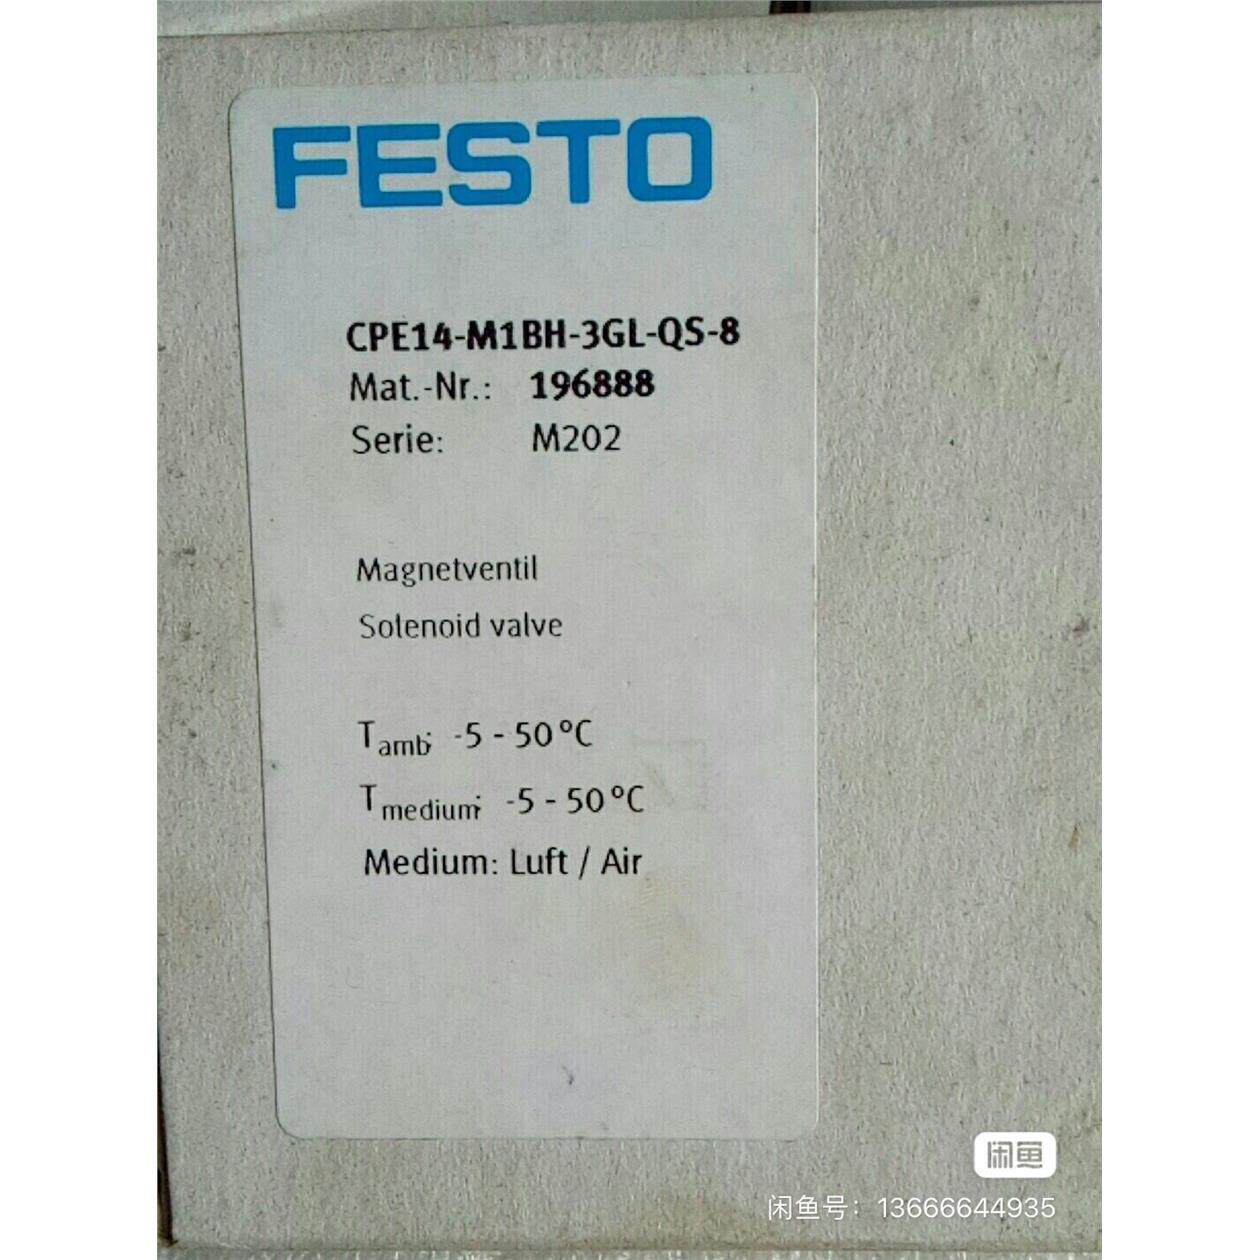 FESTO
CPE14-M1BH-3GL-QS-8
Mat.-Nr.: 196888
Serie: M202
Magnetventil
Solenoid valve
Tamb: -5 - 50°C
Tmedium: -5 - 50°C
Medium: Luft / Air
闲鱼
闲鱼号：13666644935